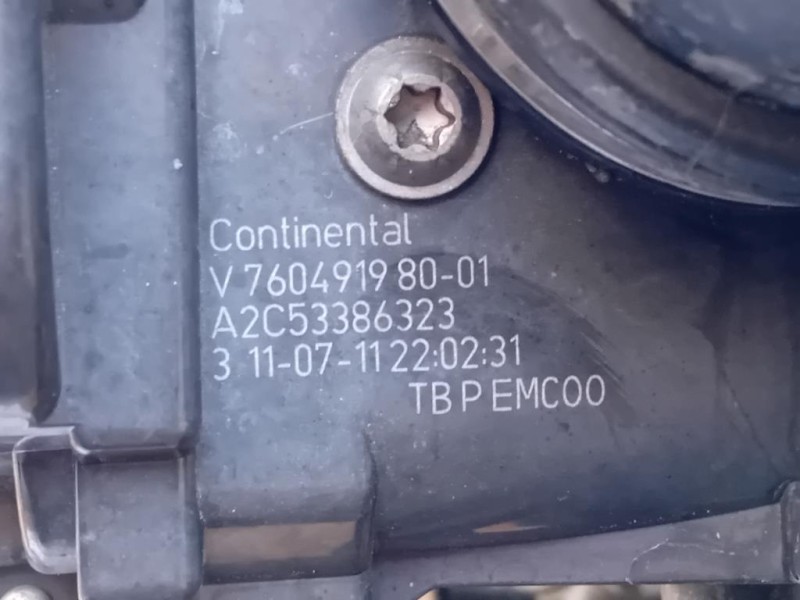 Continental
V 7604919 80-01
A2C53386323
3 11-07-11 22:02:31
TB P EMC00